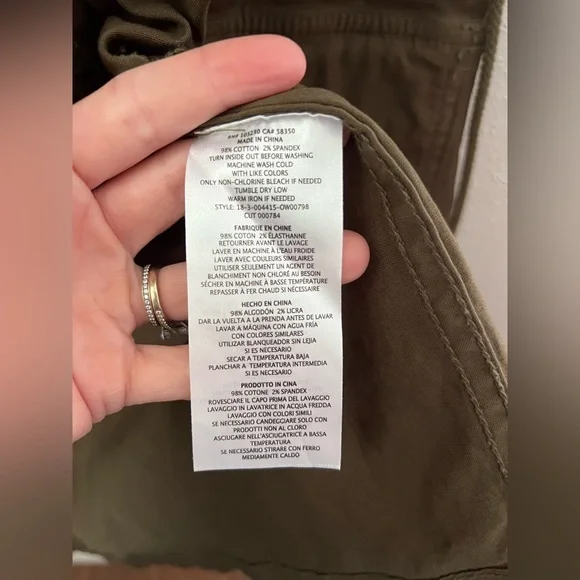 RN# 105230 CA# 58350
MADE IN CHINA
98% COTTON 2% SPANDEX
TURN INSIDE OUT BEFORE WASHING
MACHINE WASH COLD
WITH LIKE COLORS
ONLY NON-CHLORINE BLEACH IF NEEDED
TUMBLE DRY LOW
WARM IRON IF NEEDED
STYLE: 18-3-004415-OW00798
CUT 000784
FABRIQUE EN CHINE
98% COTON 2% ÉLASTHANNE
RETOURNER AVANT LE LAVAGE
LAVER EN MACHINE À L'EAU FROIDE
LAVER AVEC COULEURS SIMILAIRES
UTILISER SEULEMENT UN AGENT DE
BLANCHIMENT NON CHLORÉ AU BESOIN
SÉCHER EN MACHINE À BASSE TEMPÉRATURE
REPASSER À FER CHAUD SI NÉCESSAIRE
HECHO EN CHINA
98% ALGODÓN 2% LICRA
DAR LA VUELTA A LA PRENDA ANTES DE LAVAR
LAVAR A MÁQUINA CON AGUA FRÍA
CON COLORES SIMILARES
UTILIZAR BLANQUEADOR SIN LEJIA
SI ES NECESARIO
SECAR A TEMPERATURA BAJA
PLANCHAR A TEMPERATURA INTERMEDIA
SI ES NECESARIO
PRODOTTO IN CINA
98% COTONE 2% SPANDEX
ROVESCIARE IL CAPO PRIMA DEL LAVAGGIO
LAVAGGIO IN LAVATRICE IN ACQUA FREDDA
LAVAGGIO CON COLORI SIMILI
SE NECESSARIO CANDEGGIARE SOLO CON
PRODOTTI NON AL CLORO
ASCIUGARE NELL'ASCIUGATRICE A BASSA
TEMPERATURA
SE NECESSARIO STIRARE CON FERRO
MEDIAMENTE CALDO